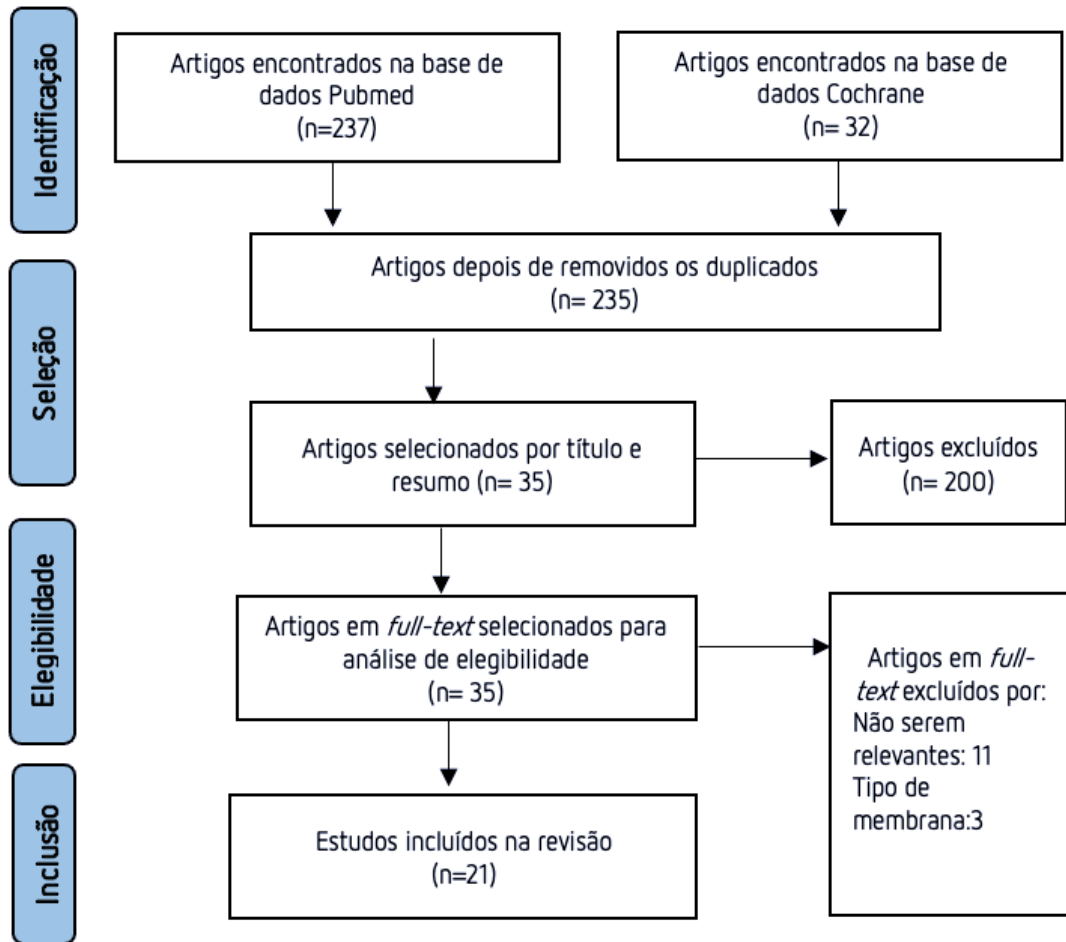 Identificação
Artigos encontrados na base de
dados Pubmed
(n=237)
Artigos encontrados na base de
dados Cochrane
(n= 32)
Seleção
Artigos depois de removidos os duplicados
(n= 235)
Artigos selecionados por título e
resumo (n= 35)
Artigos excluídos
(n= 200)
Elegibilidade
Artigos em full-text selecionados para
análise de elegibilidade
(n= 35)
Artigos em full-
text excluídos por:
Não serem
relevantes: 11
Tipo de
membrana:3
Inclusão
Estudos incluídos na revisão
(n=21)